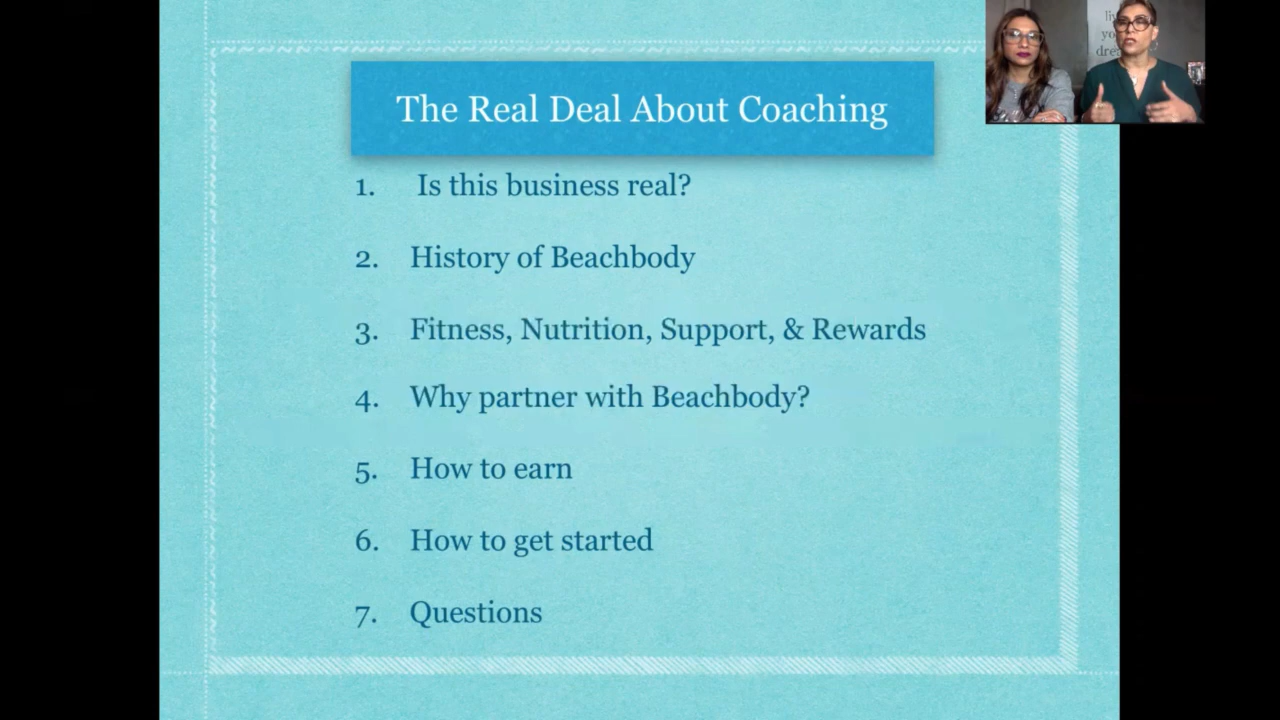 The Real Deal About Coaching
1. Is this business real?
2. History of Beachbody
3. Fitness, Nutrition, Support, & Rewards
4. Why partner with Beachbody?
5. How to earn
6. How to get started
7. Questions